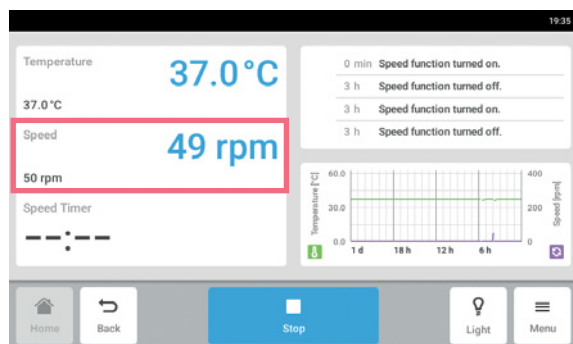 19:35
Temperature
37.0°C
37.0°C
Speed
49 rpm
50 rpm
Speed Timer
--:--
0 min Speed function turned on.
3 h Speed function turned off.
3 h Speed function turned on.
3 h Speed function turned off.
Temperature [°C]
60.0
30.0
0.0
1 d 18 h 12 h 6 h
400
200
0
Speed [rpm]
Home
Back
Stop
Light
Menu